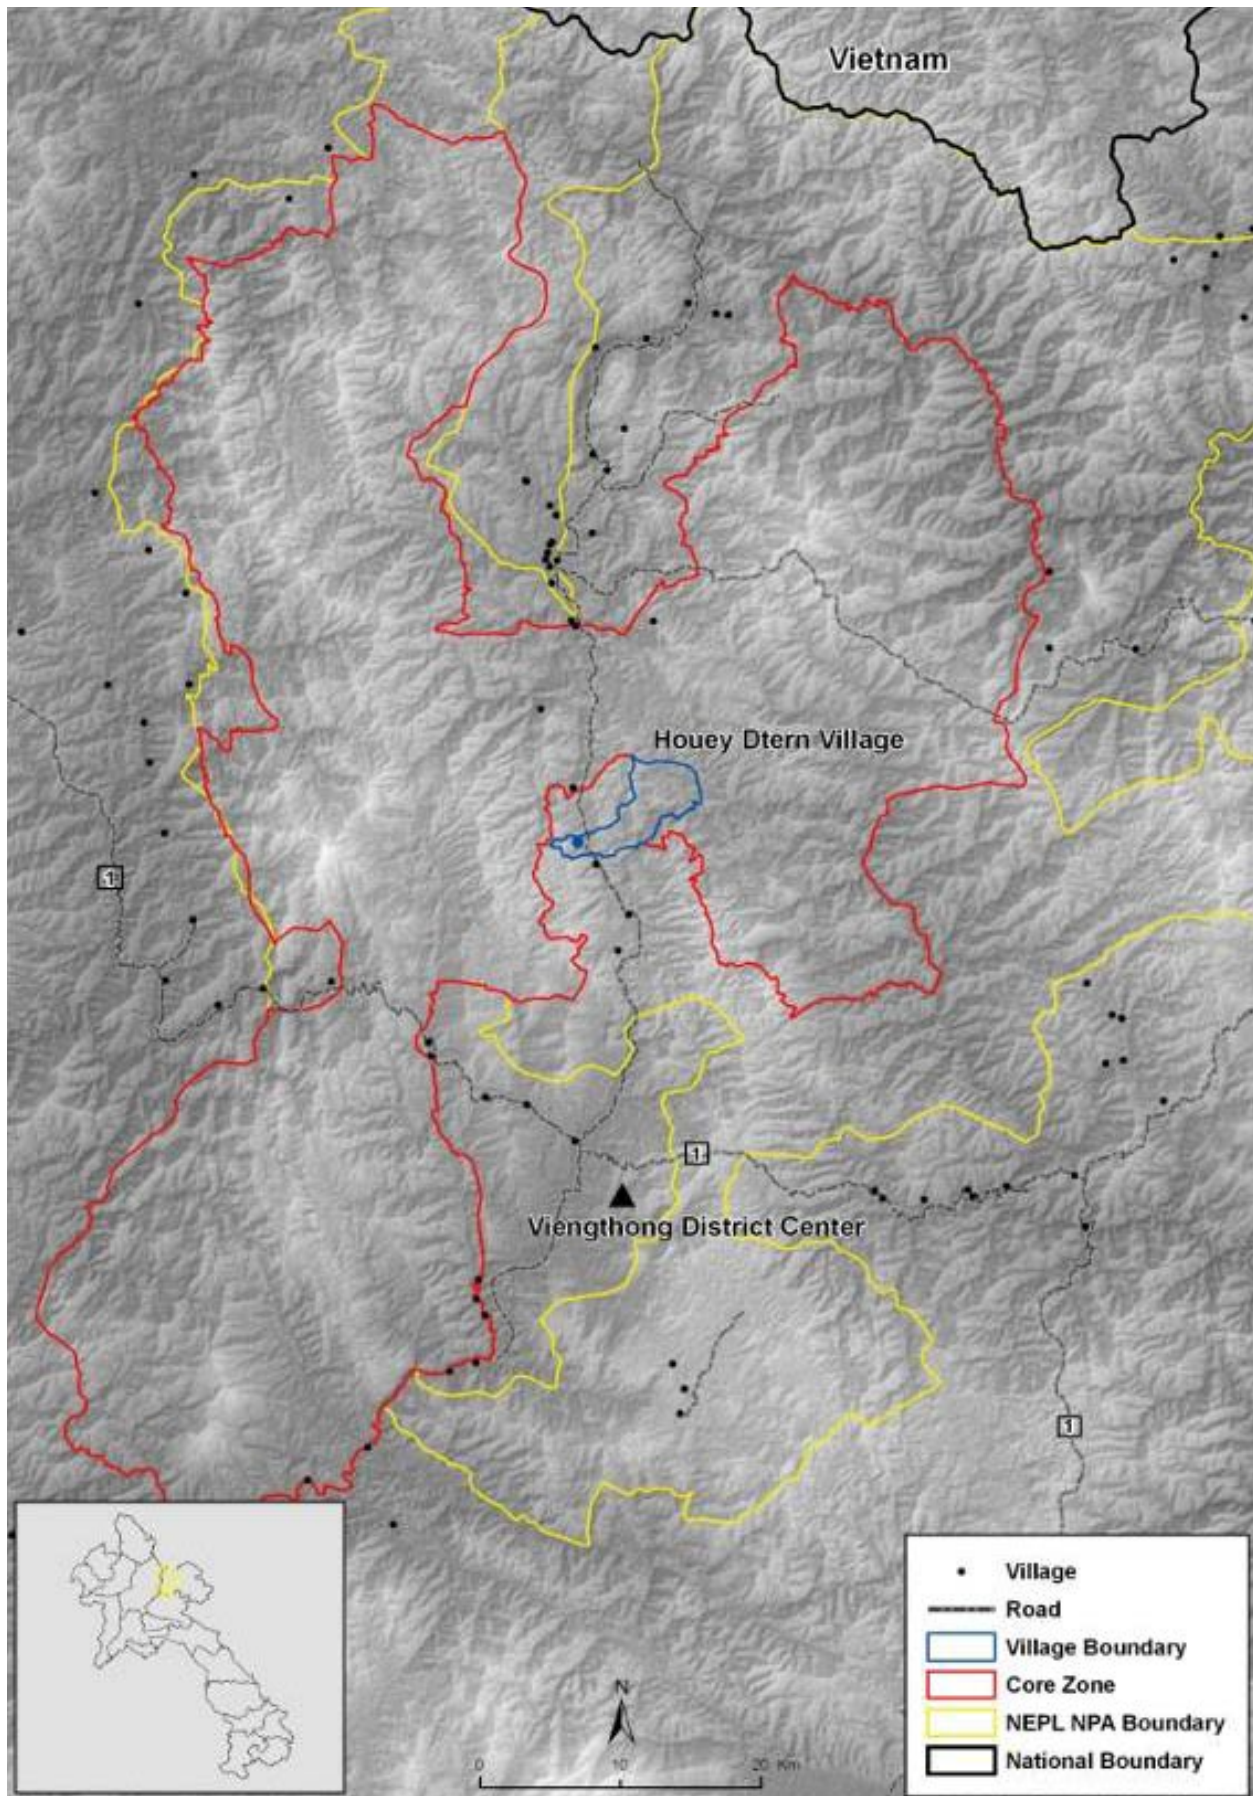 Vietnam
Houey Dtern Village
1
1
Viengthong District Center
1
Village
Road
Village Boundary
Core Zone
NEPL NPA Boundary
National Boundary
N
0 10 20 Km